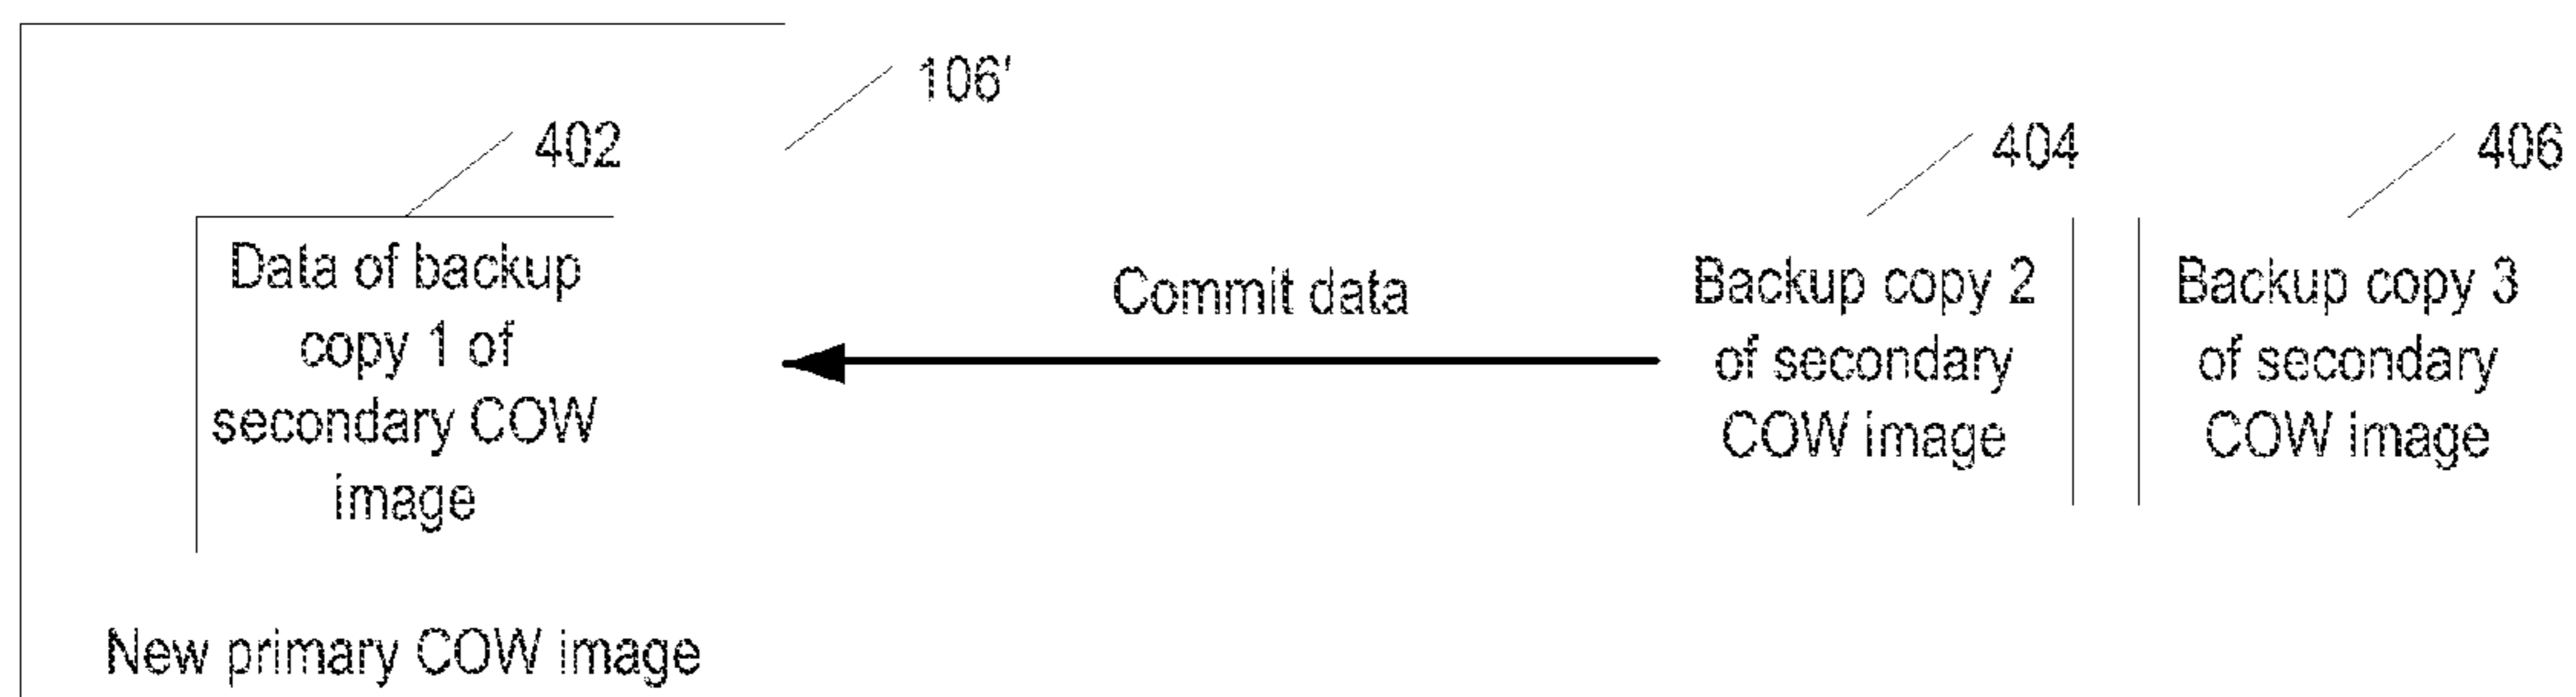 106'
402
404
406
Data of backup
copy 1 of
secondary COW
image
Commit data
Backup copy 2
of secondary
COW image
Backup copy 3
of secondary
COW image
New primary COW image